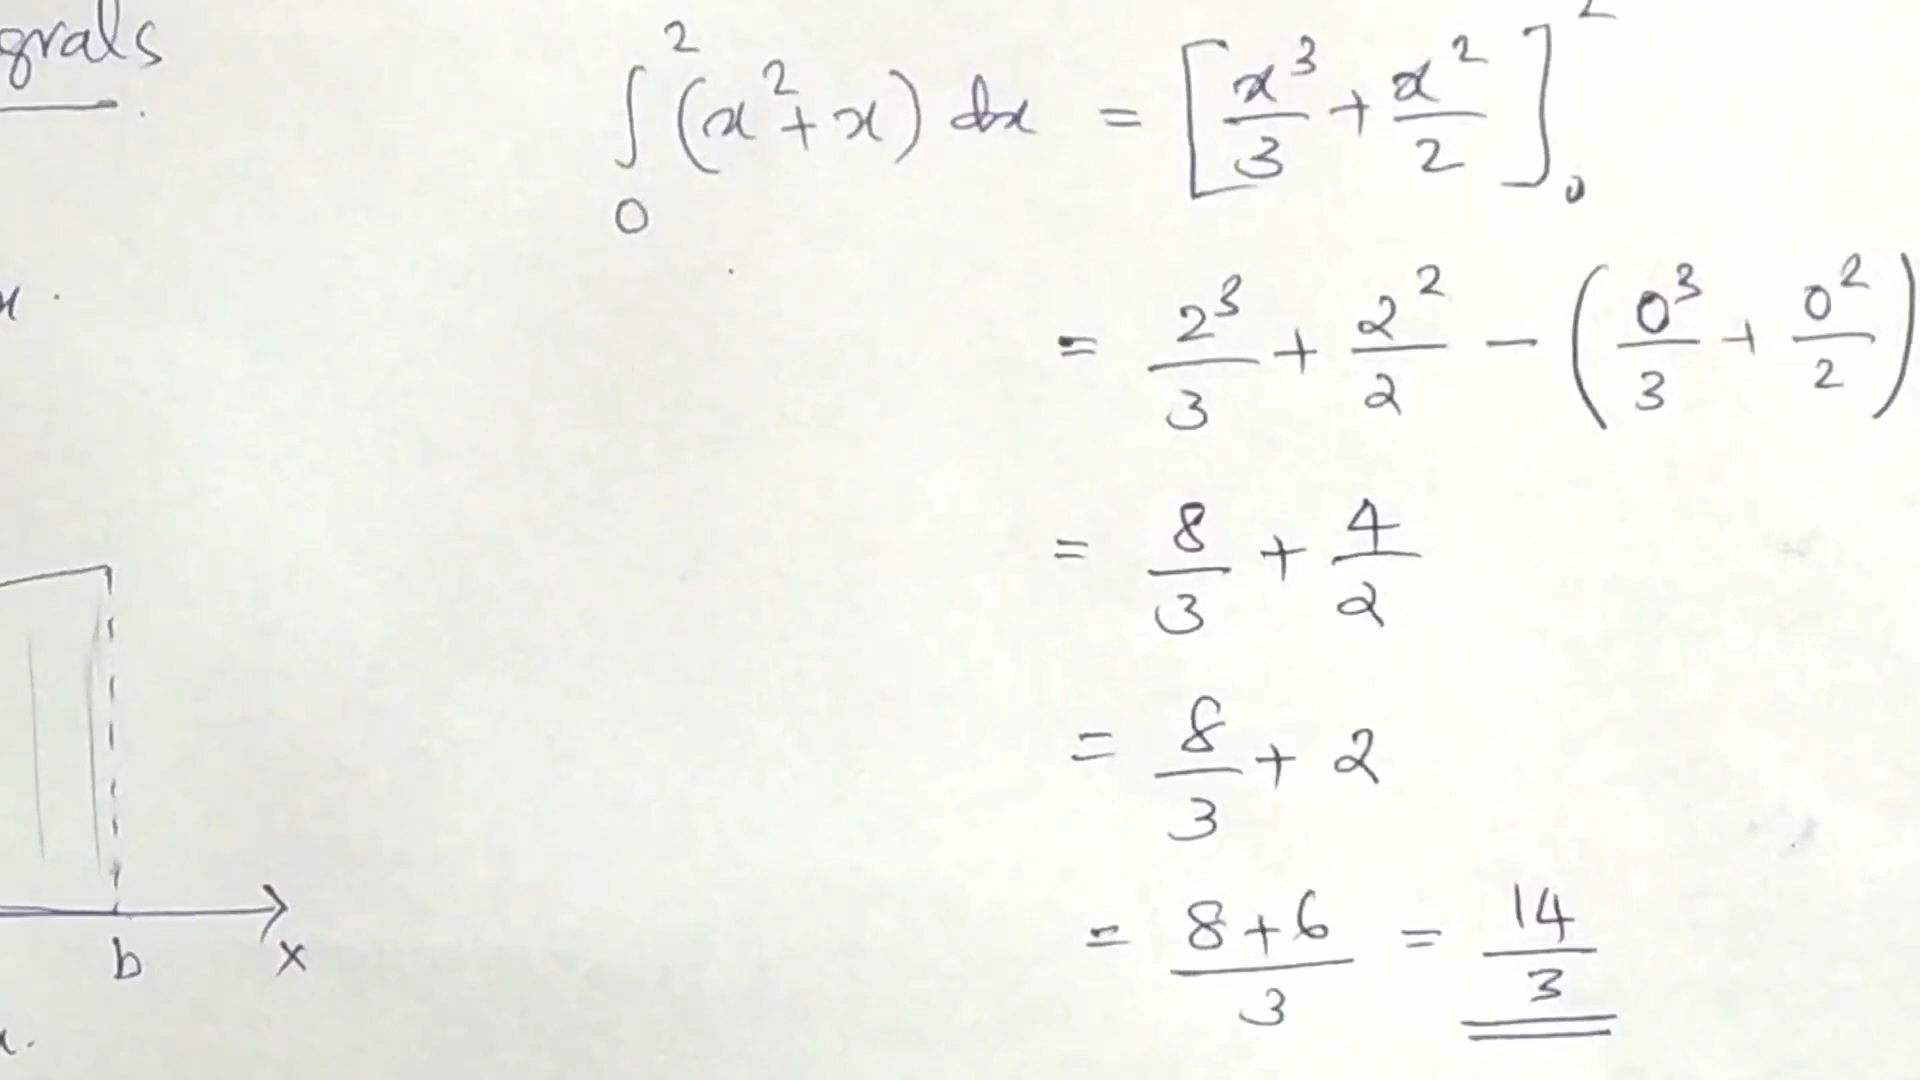 ∫₀² (x² + x) dx = [x³/3 + x²/2]₀²
= 2³/3 + 2²/2 - (0³/3 + 0²/2)
= 8/3 + 4/2
= 8/3 + 2
= (8+6)/3 = 14/3
b x